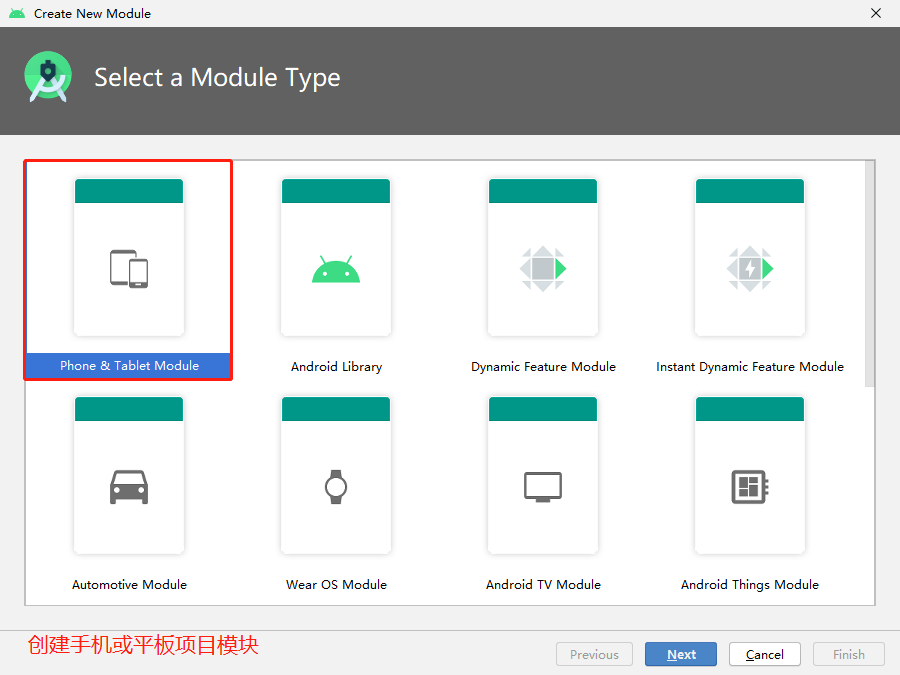 Create New Module
Select a Module Type
Phone & Tablet Module
Android Library
Dynamic Feature Module
Instant Dynamic Feature Module
Automotive Module
Wear OS Module
Android TV Module
Android Things Module
创建手机或平板项目模块
Previous
Next
Cancel
Finish